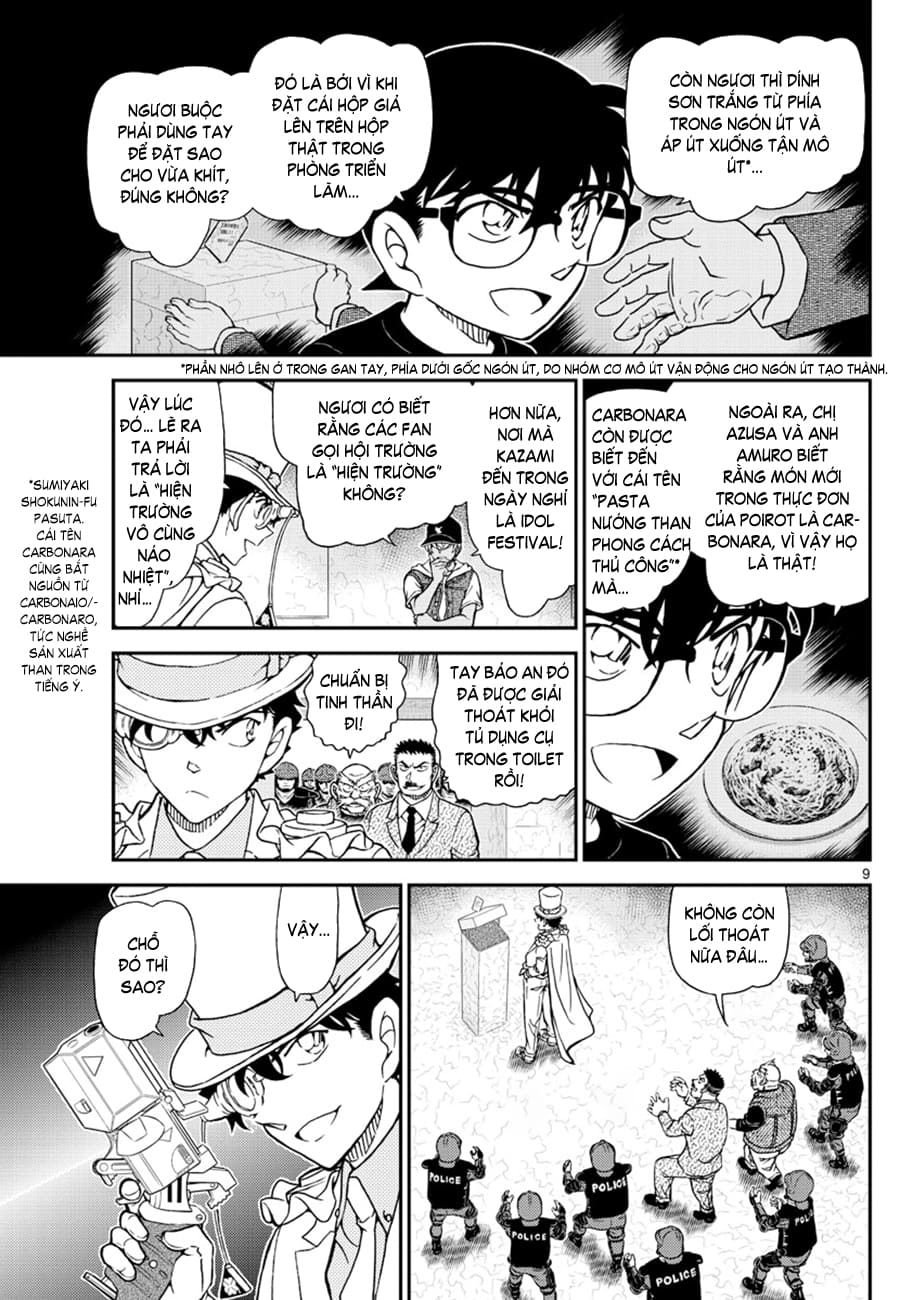 CÒN NGƯƠI THÌ DÍNH
SƠN TRẮNG TỪ PHÍA
TRONG NGÓN ÚT VÀ
ÁP ÚT XUỐNG TẬN MÔ
ÚT*...
ĐÓ LÀ BỞI VÌ KHI
ĐẶT CÁI HỘP GIẢ
LÊN TRÊN HỘP
THẬT TRONG
PHÒNG TRIỂN
LÃM...
NGƯƠI BUỘC
PHẢI DÙNG TAY
ĐỂ ĐẶT SAO
CHO VỪA KHÍT,
ĐÚNG KHÔNG?
*PHẦN NHÔ LÊN Ở TRONG GAN TAY, PHÍA DƯỚI GỐC NGÓN ÚT, DO NHÓM CƠ MÔ ÚT VẬN ĐỘNG CHO NGÓN ÚT TẠO THÀNH.
NGOÀI RA, CHỊ
AZUSA VÀ ANH
AMURO BIẾT
RẰNG MÓN MỚI
TRONG THỰC ĐƠN
CỦA POIROT LÀ CAR-
BONARA, VÌ VẬY HỌ
LÀ THẬT!
CARBONARA
CÒN ĐƯỢC
BIẾT ĐẾN
VỚI CÁI TÊN
"PASTA
NƯỚNG THAN
PHONG CÁCH
THỦ CÔNG"*
MÀ...
HƠN NỮA,
NƠI MÀ
KAZAMI
ĐẾN TRONG
NGÀY NGHỈ
LÀ IDOL
FESTIVAL!
NGƯƠI CÓ BIẾT
RẰNG CÁC FAN
GỌI HỘI TRƯỜNG
LÀ "HIỆN TRƯỜNG"
KHÔNG?
VẬY LÚC
ĐÓ... LẼ RA
TA PHẢI
TRẢ LỜI
LÀ "HIỆN
TRƯỜNG
VÔ CÙNG
NÁO
NHIỆT",
NHỈ...
*SUMIYAKI
SHOKUNIN-FU
PASUTA.
CÁI TÊN
CARBONARA
CŨNG BẮT
NGUỒN TỪ
CARBONAIO/-
CARBONARO,
TỨC NGHỀ
SẢN XUẤT
THAN TRONG
TIẾNG Ý.
TAY BẢO AN ĐÓ
ĐÃ ĐƯỢC GIẢI
THOÁT KHỎI
TỦ DỤNG CỤ
TRONG TOILET
RỒI!
CHUẨN BỊ
TINH THẦN
ĐI!
9
KHÔNG CÒN
LỐI THOÁT
NỮA ĐÂU...
POLICE
POLICE
POLICE
POLICE
VẬY...
CHỖ
ĐÓ THÌ
SAO?